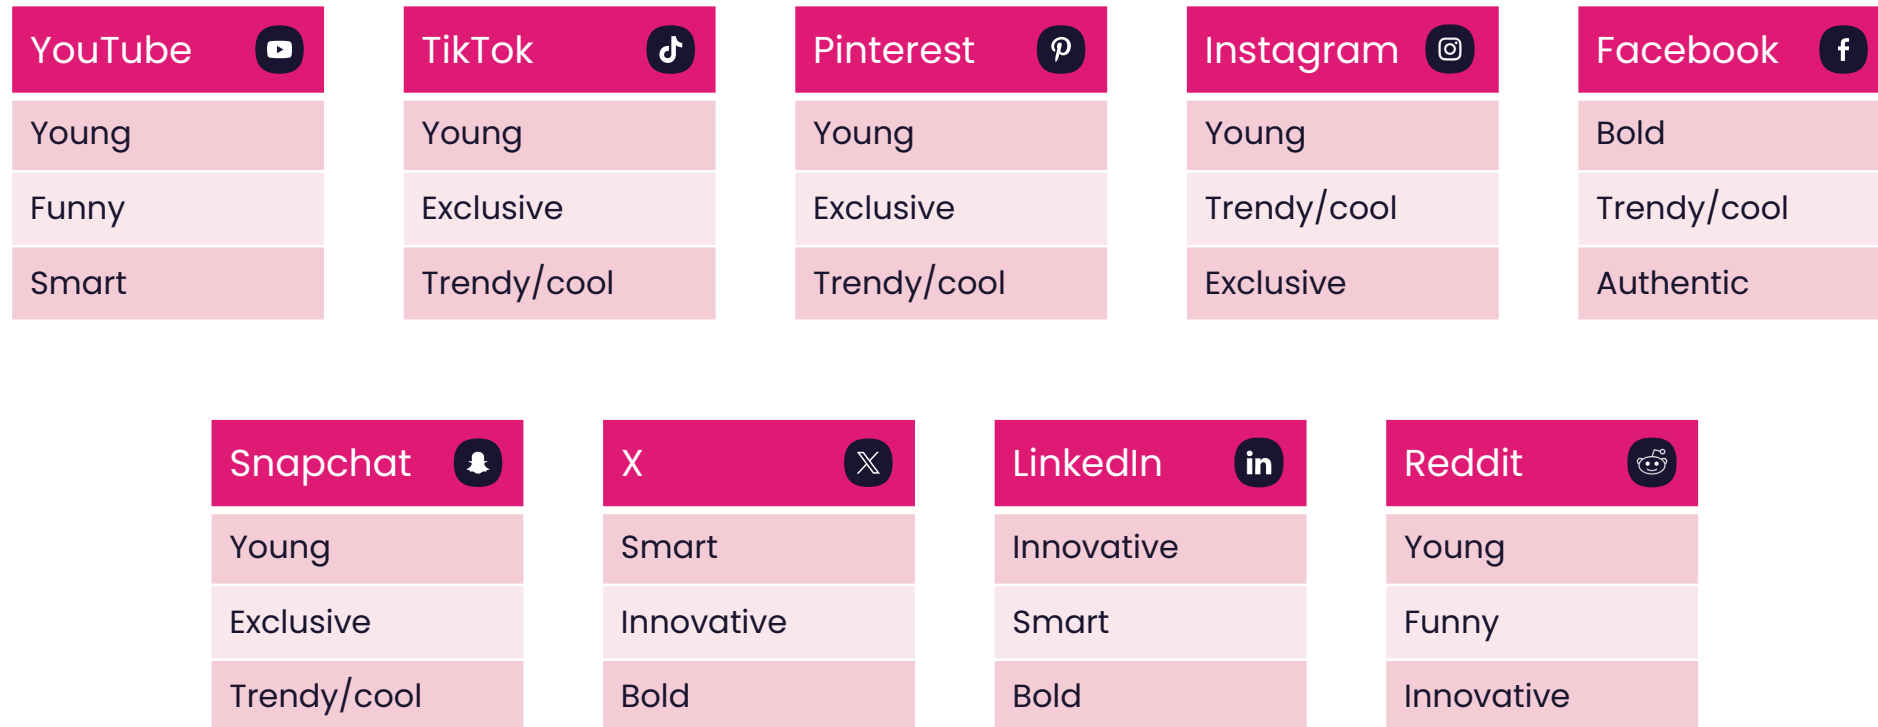 YouTube
Young
Funny
Smart
TikTok
Young
Exclusive
Trendy/cool
Pinterest
Young
Exclusive
Trendy/cool
Instagram
Young
Trendy/cool
Exclusive
Facebook
Bold
Trendy/cool
Authentic
Snapchat
Young
Exclusive
Trendy/cool
X
Smart
Innovative
Bold
LinkedIn
in
Innovative
Smart
Bold
Reddit
Young
Funny
Innovative